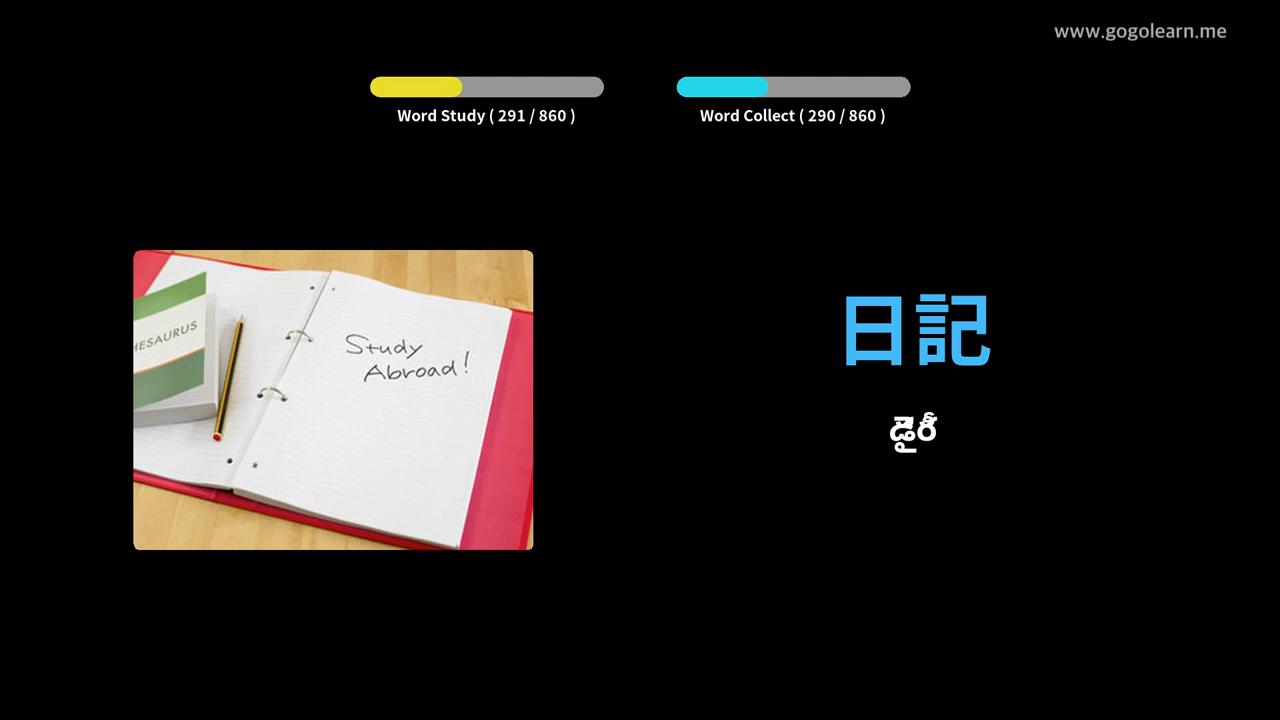 www.gogolearn.me
Word Study ( 291 / 860 )
Word Collect ( 290 / 860 )
HESAURUS
Study
Abroad!
日記
డైరీ